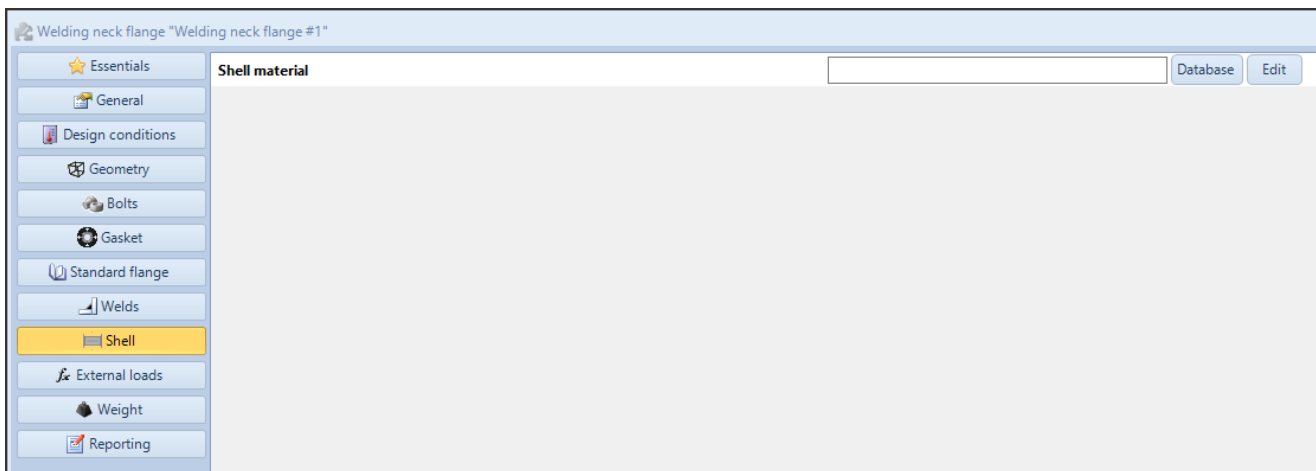 Welding neck flange "Welding neck flange #1"
Essentials
Shell material
Database
Edit
General
Design conditions
Geometry
Bolts
Gasket
Standard flange
Welds
Shell
fx External loads
Weight
Reporting